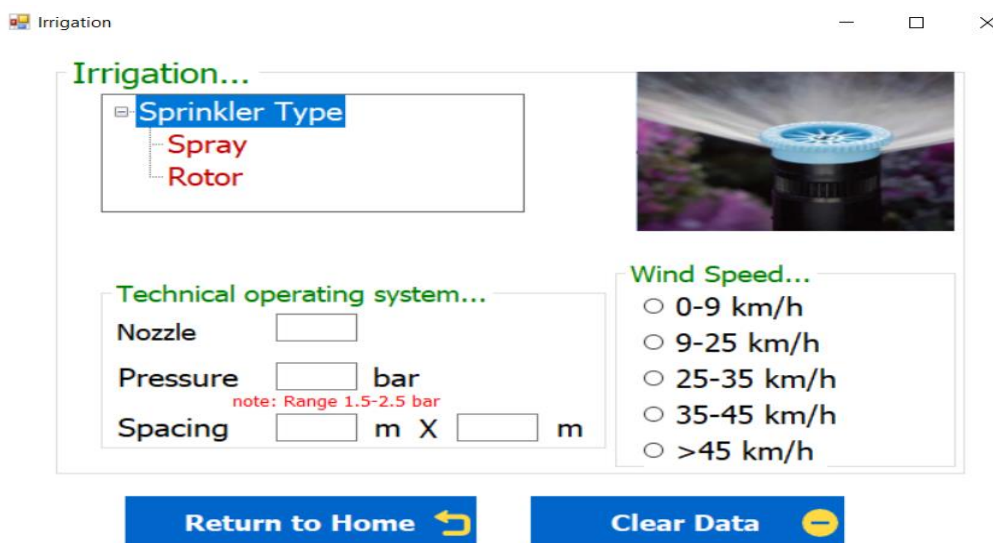 Irrigation
Irrigation...
Sprinkler Type
Spray
Rotor
Technical operating system...
Nozzle
Pressure bar
note: Range 1.5-2.5 bar
Spacing m X m
Wind Speed...
0-9 km/h
9-25 km/h
25-35 km/h
35-45 km/h
>45 km/h
Return to Home
Clear Data